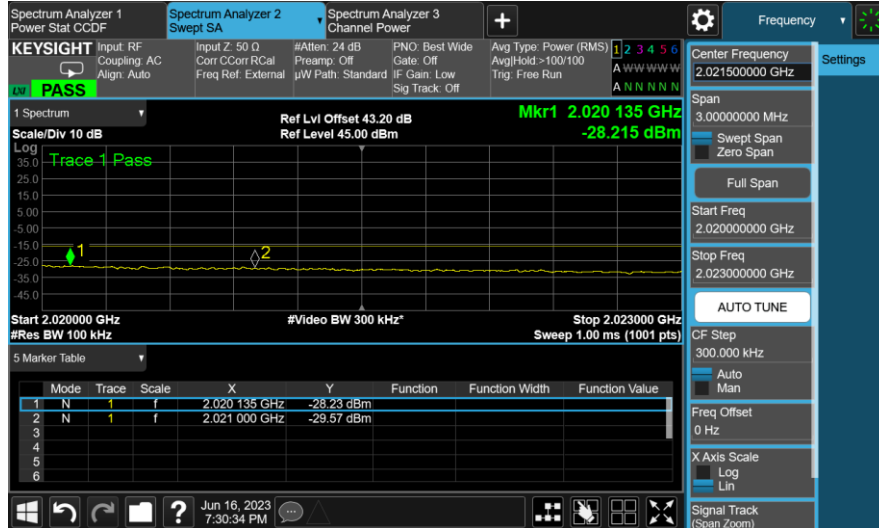 Spectrum Analyzer 1
Power Stat CCDF
Spectrum Analyzer 2
Swept SA
Spectrum Analyzer 3
Channel Power
Frequency
KEYSIGHT
Input: RF
Coupling: AC
Align: Auto
Input Z: 50 Ω
Corr CCorr RCal
Freq Ref: External
#Atten: 24 dB
Preamp: Off
µW Path: Standard
PNO: Best Wide
Gate: Off
IF Gain: Low
Sig Track: Off
Avg Type: Power (RMS)
Avg|Hold:>100/100
Trig: Free Run
1 2 3 4 5 6
A W W W W W
A N N N N N
LXI
PASS
1 Spectrum
Scale/Div 10 dB
Ref Lvl Offset 43.20 dB
Ref Level 45.00 dBm
Mkr1 2.020 135 GHz
-28.215 dBm
Log
Trace 1 Pass
35.0
25.0
15.0
5.00
-5.00
-15.0
-25.0
-35.0
-45.0
1
2
Start 2.020000 GHz
#Res BW 100 kHz
#Video BW 300 kHz*
Stop 2.023000 GHz
Sweep 1.00 ms (1001 pts)
5 Marker Table
Mode Trace Scale X Y Function Function Width Function Value
1 N 1 f 2.020 135 GHz -28.23 dBm
2 N 1 f 2.021 000 GHz -29.57 dBm
3
4
5
6
Center Frequency
2.021500000 GHz
Settings
Span
3.00000000 MHz
Swept Span
Zero Span
Full Span
Start Freq
2.020000000 GHz
Stop Freq
2.023000000 GHz
AUTO TUNE
CF Step
300.000 kHz
Auto
Man
Freq Offset
0 Hz
X Axis Scale
Log
Lin
Signal Track
(Span Zoom)
?
Jun 16, 2023
7:30:34 PM